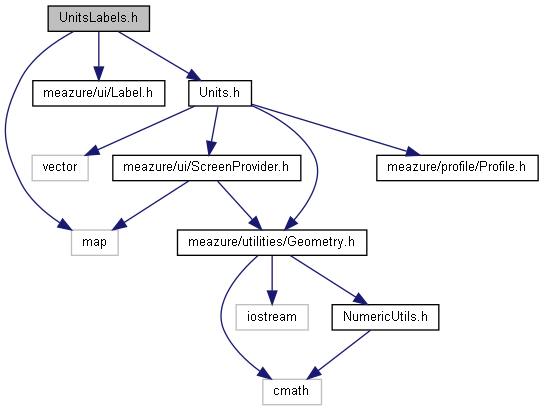 UnitsLabels.h
meazure/ui/Label.h
Units.h
vector
meazure/ui/ScreenProvider.h
meazure/profile/Profile.h
map
meazure/utilities/Geometry.h
iostream
NumericUtils.h
cmath